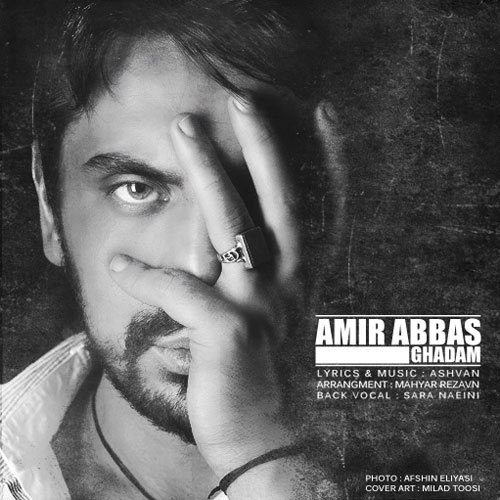 AMIR ABBAS
GHADAM
LYRICS & MUSIC : ASHVAN
ARRANGMENT : MAHYAR REZAVN
BACK VOCAL : SARA NAEINI
PHOTO : AFSHIN ELIYASI
COVER ART : MILAD TOOSI